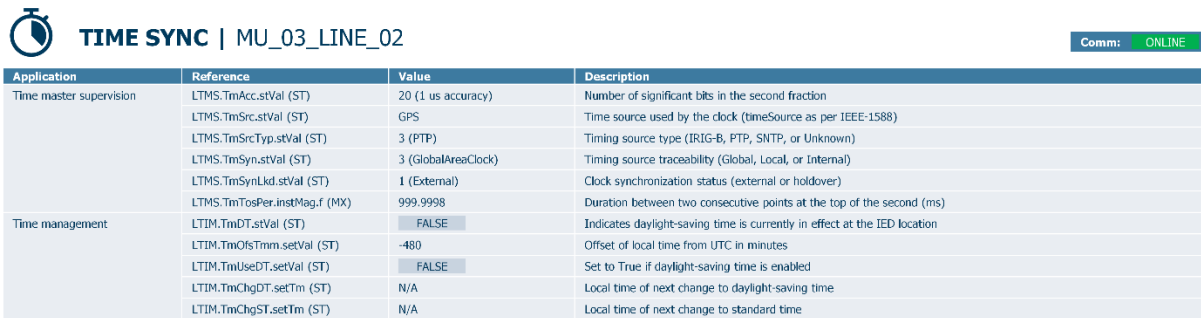 TIME SYNC | MU_03_LINE_02
Comm: ONLINE
Application Reference Value Description
Time master supervision LTMS.TmAcc.stVal (ST) 20 (1 us accuracy) Number of significant bits in the second fraction
LTMS.TmSrc.stVal (ST) GPS Time source used by the clock (timeSource as per IEEE-1588)
LTMS.TmSrcTyp.stVal (ST) 3 (PTP) Timing source type (IRIG-B, PTP, SNTP, or Unknown)
LTMS.TmSyn.stVal (ST) 3 (GlobalAreaClock) Timing source traceability (Global, Local, or Internal)
LTMS.TmSynLkd.stVal (ST) 1 (External) Clock synchronization status (external or holdover)
LTMS.TmTosPer.instMag.f (MX) 999.9998 Duration between two consecutive points at the top of the second (ms)
Time management LTIM.TmDT.stVal (ST) FALSE Indicates daylight-saving time is currently in effect at the IED location
LTIM.TmOfsTmm.setVal (ST) -480 Offset of local time from UTC in minutes
LTIM.TmUseDT.setVal (ST) FALSE Set to True if daylight-saving time is enabled
LTIM.TmChgDT.setTm (ST) N/A Local time of next change to daylight-saving time
LTIM.TmChgST.setTm (ST) N/A Local time of next change to standard time